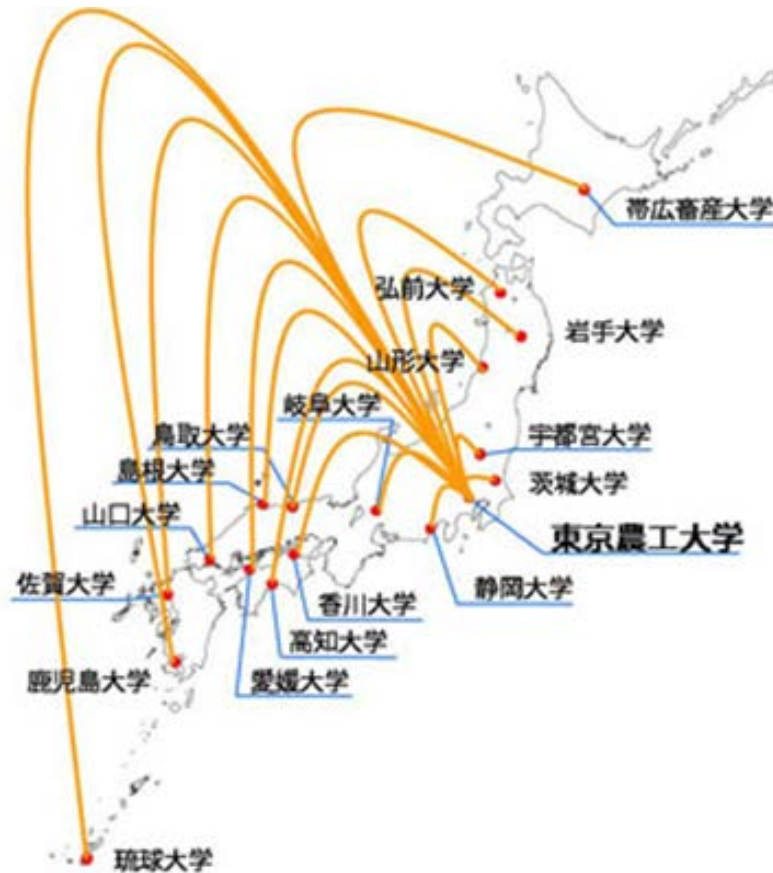 帯広畜産大学
弘前大学
岩手大学
山形大学
岐阜大学
鳥取大学
宇都宮大学
島根大学
茨城大学
山口大学
東京農工大学
佐賀大学
静岡大学
香川大学
高知大学
鹿児島大学
愛媛大学
琉球大学